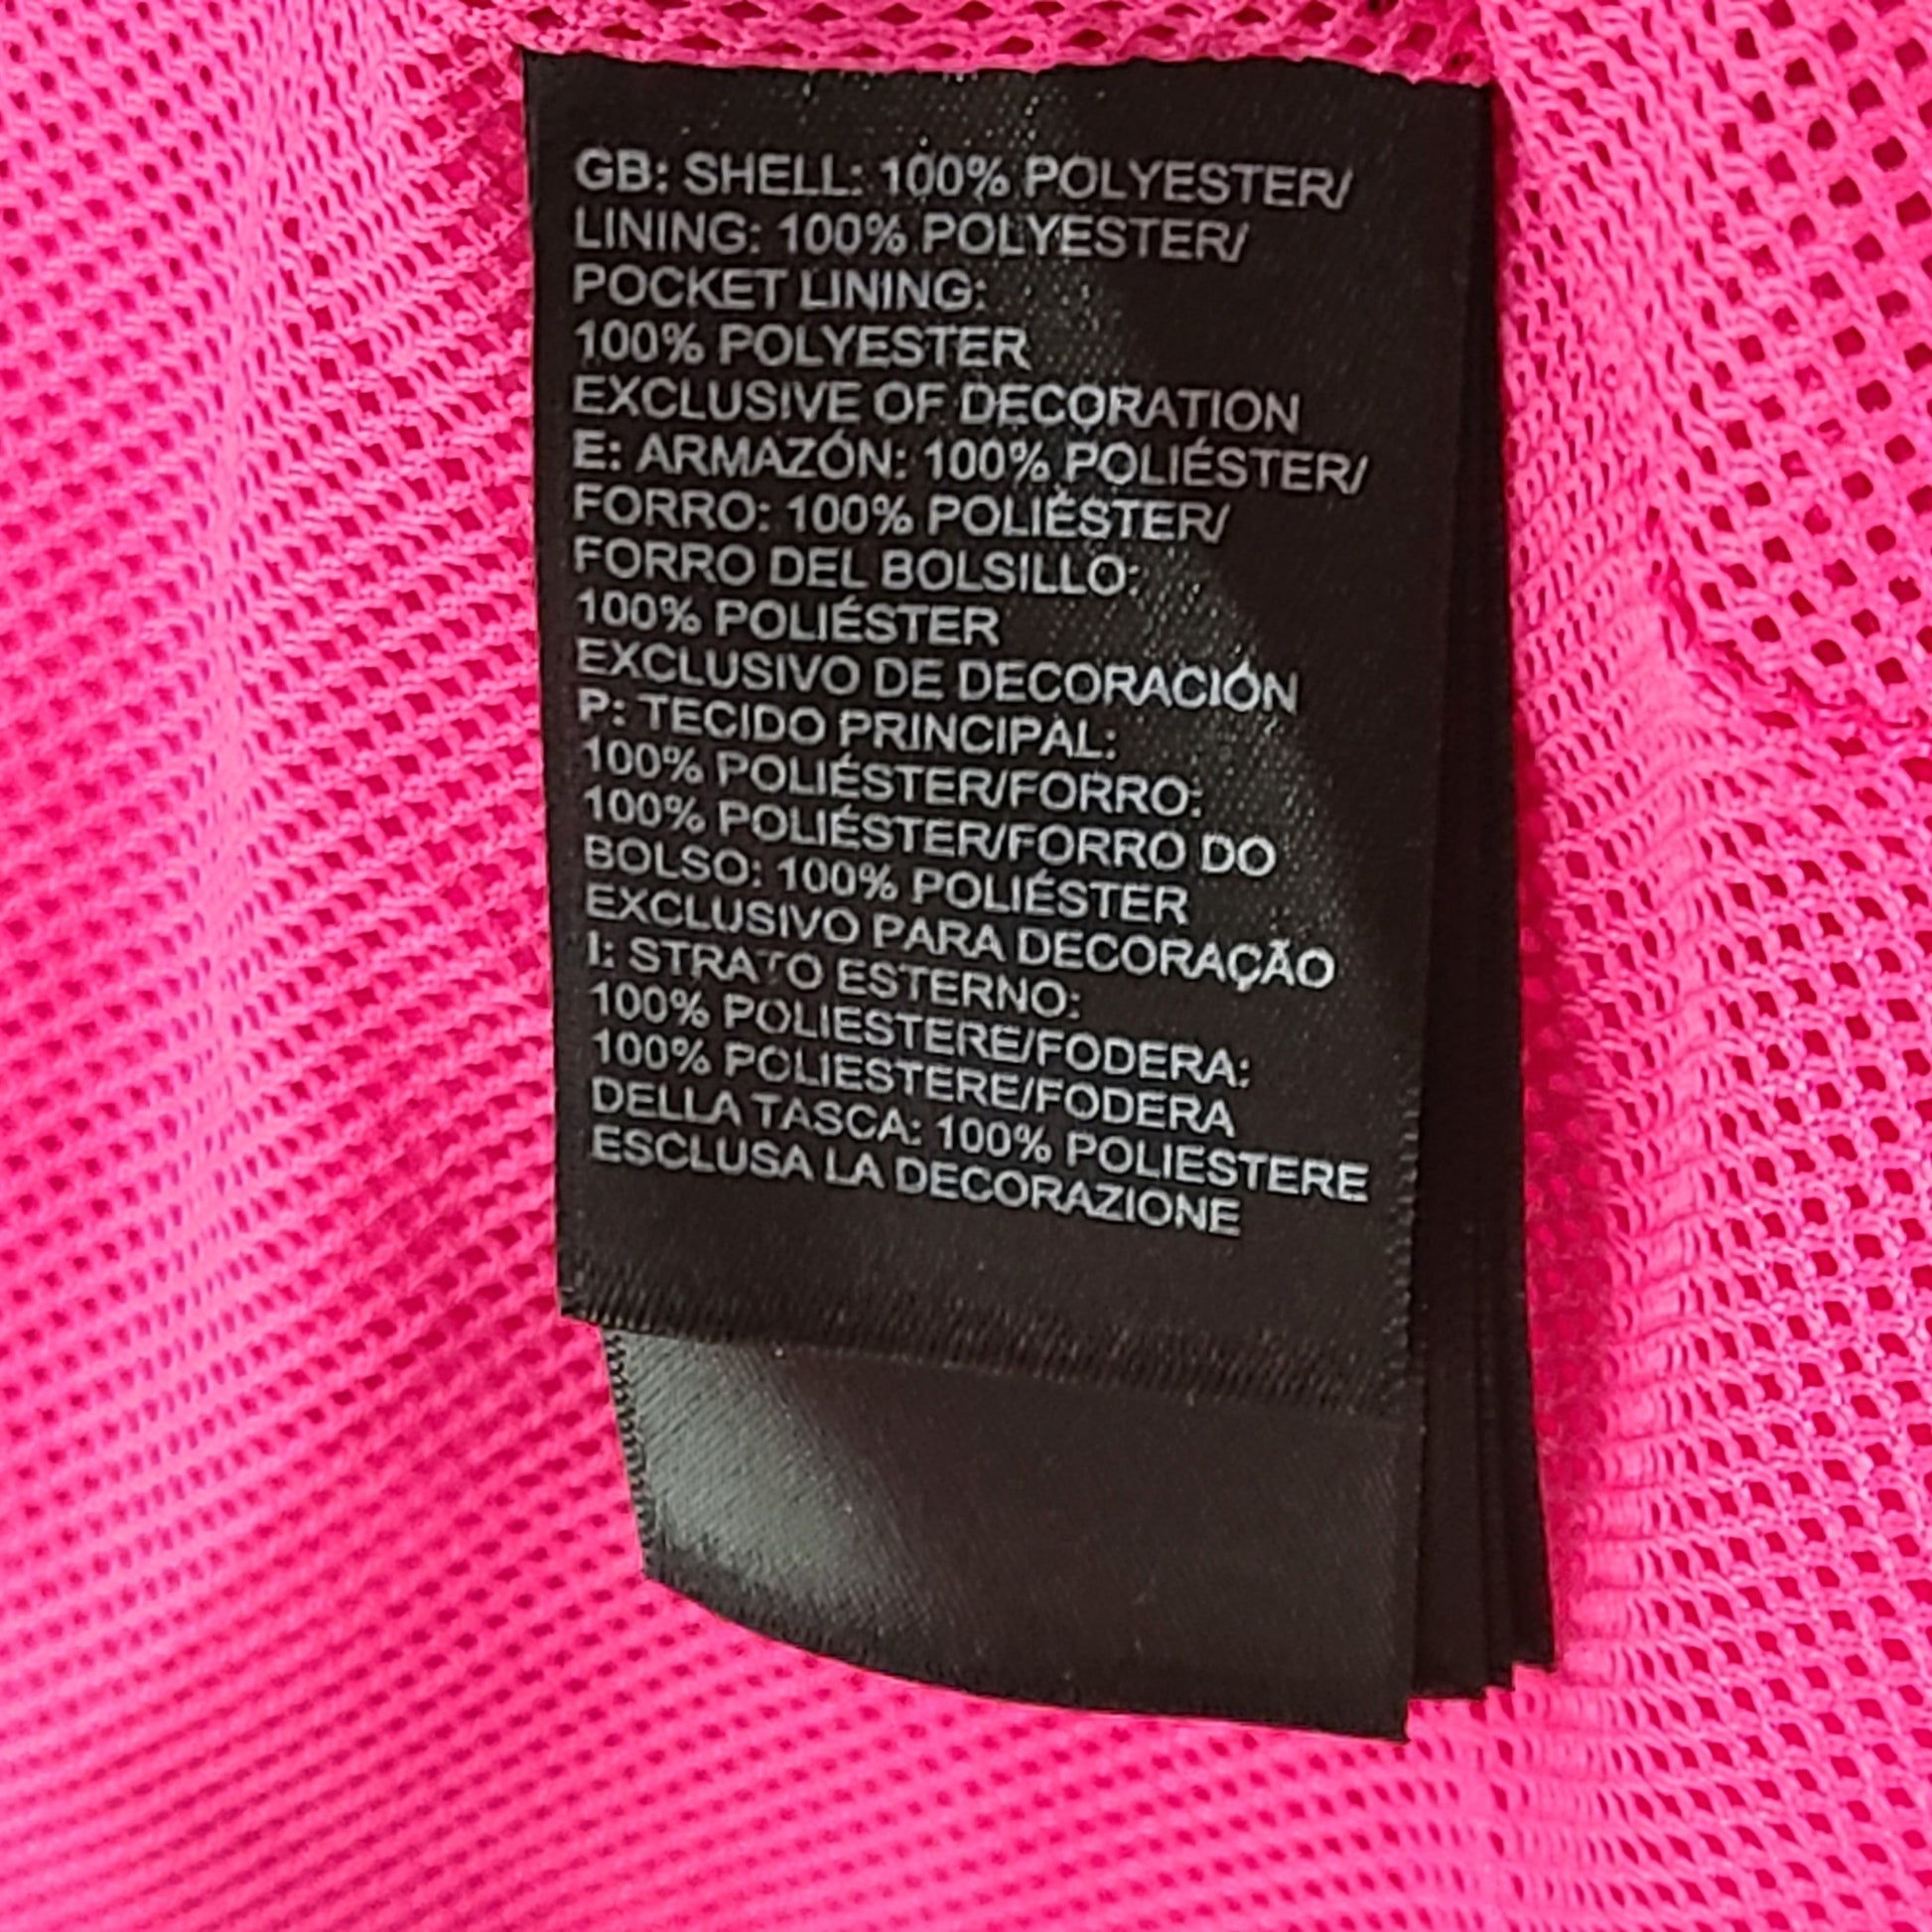 GB: SHELL: 100% POLYESTER/
LINING: 100% POLYESTER/
POCKET LINING:
100% POLYESTER
EXCLUSIVE OF DECORATION
E: ARMAZÓN: 100% POLIÉSTER/
FORRO: 100% POLIÉSTER/
FORRO DEL BOLSILLO:
100% POLIÉSTER
EXCLUSIVO DE DECORACIÓN
P: TECIDO PRINCIPAL:
100% POLIÉSTER/FORRO:
100% POLIÉSTER/FORRO DO
BOLSO: 100% POLIÉSTER
EXCLUSIVO PARA DECORAÇÃO
I: STRATO ESTERNO:
100% POLIESTERE/FODERA:
100% POLIESTERE/FODERA
DELLA TASCA: 100% POLIESTERE
ESCLUSA LA DECORAZIONE